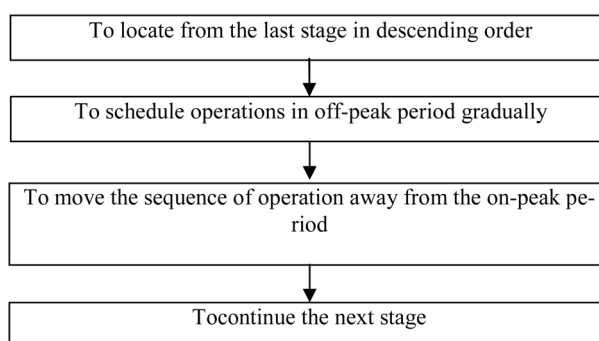 To locate from the last stage in descending order
To schedule operations in off-peak period gradually
To move the sequence of operation away from the on-peak pe-
riod
Tocontinue the next stage